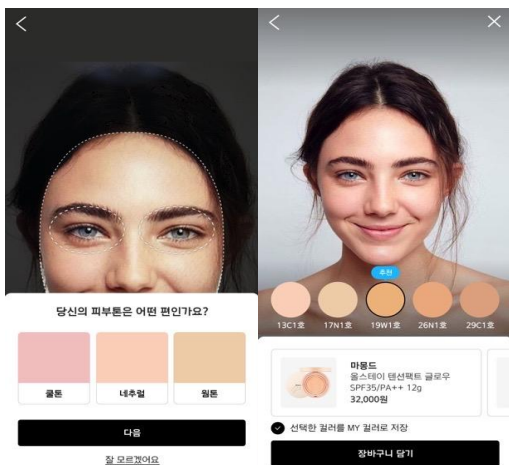 당신의 피부톤은 어떤 편인가요?
쿨톤
네추럴
웜톤
다음
잘 모르겠어요
추천
13C1호
17N1호
19W1호
26N1호
29C1호
마몽드
올스테이 텐션팩트 글로우
SPF35/PA++ 12g
32,000원
선택한 컬러를 MY 컬러로 저장
장바구니 담기